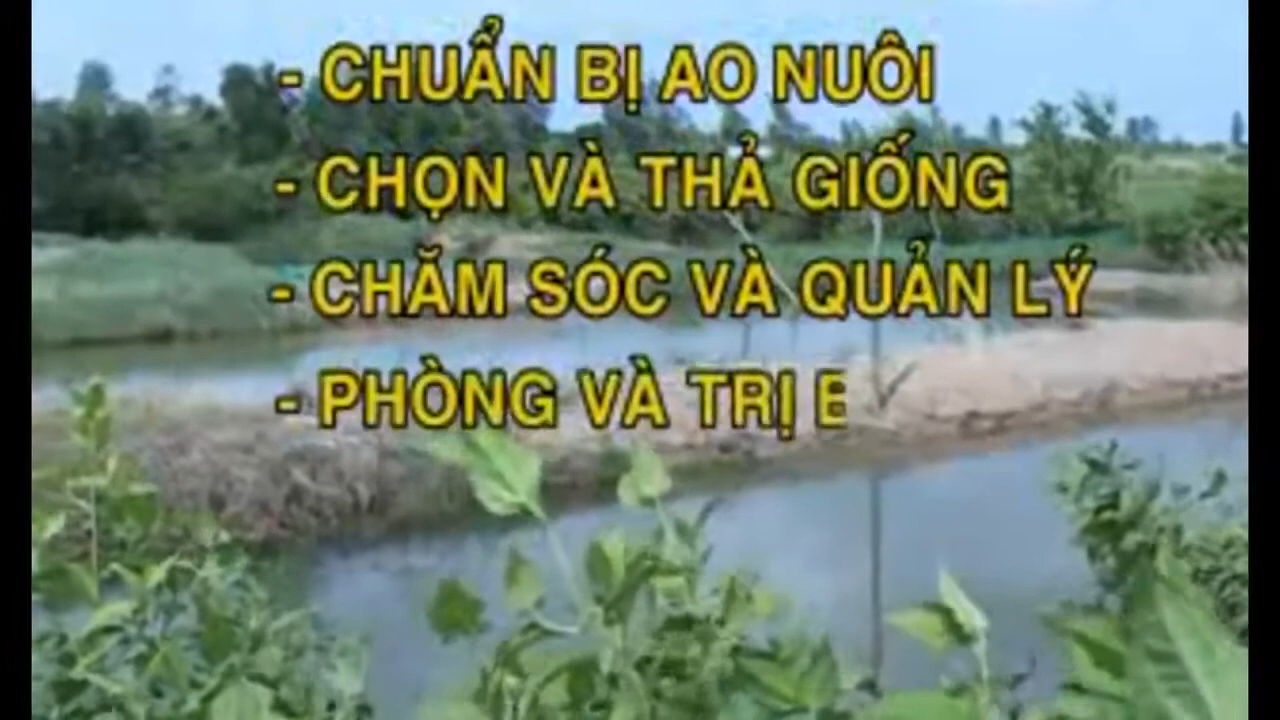 - CHUẨN BỊ AO NUÔI
- CHỌN VÀ THẢ GIỐNG
- CHĂM SÓC VÀ QUẢN LÝ
- PHÒNG VÀ TRỊ